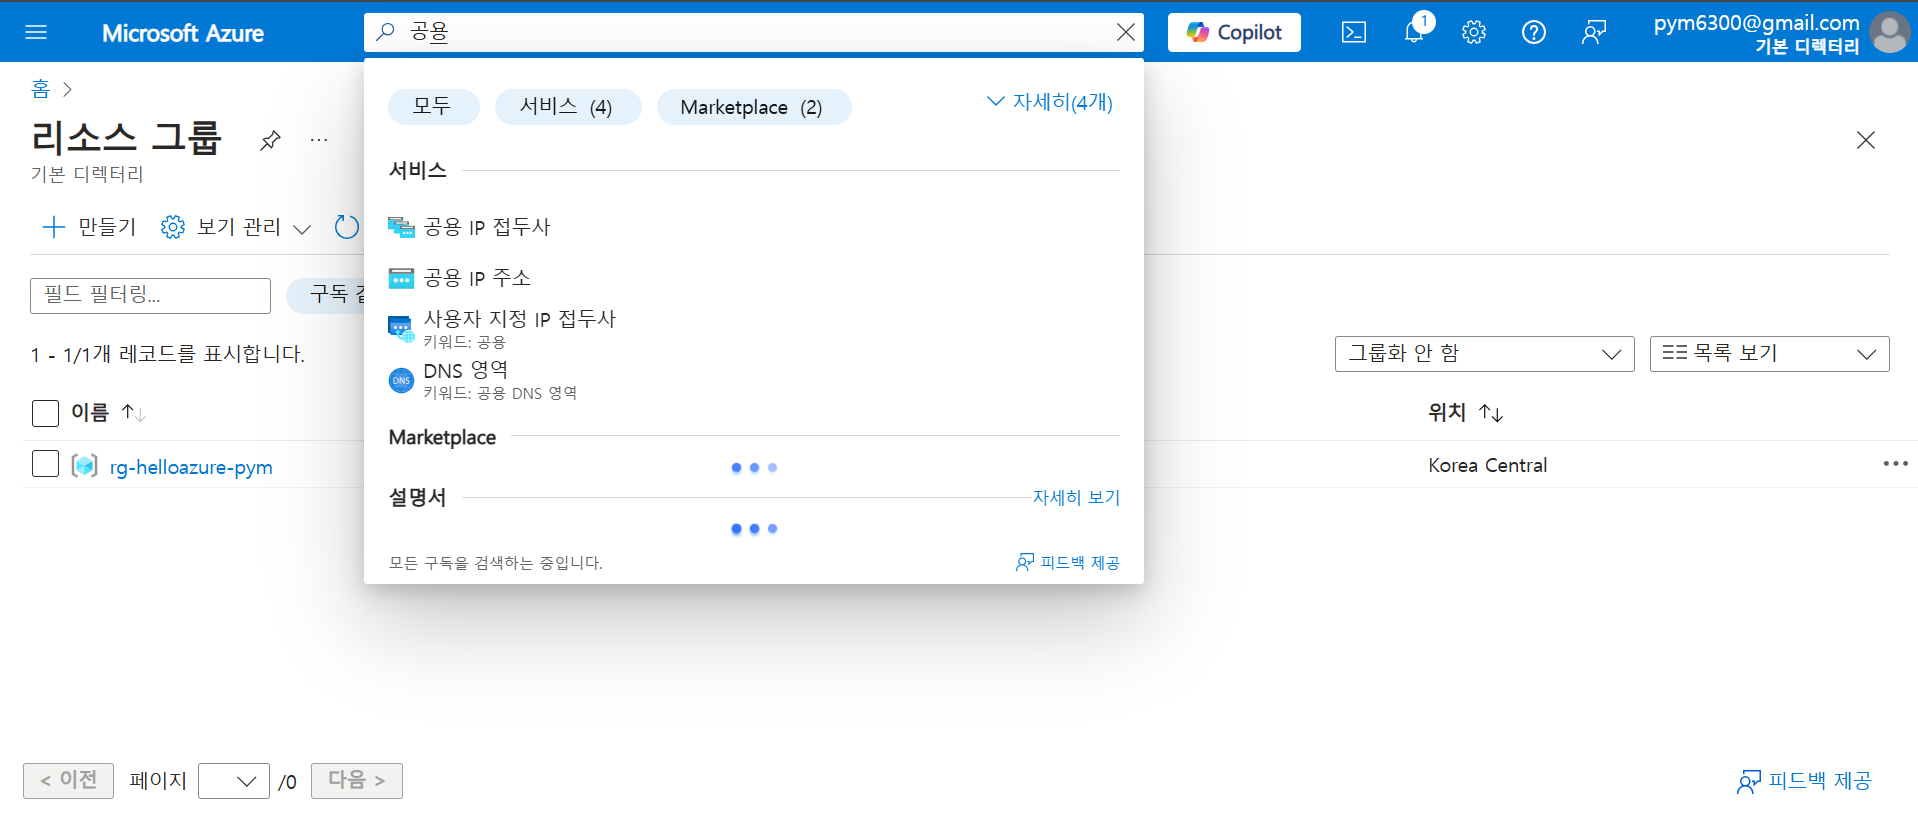 Microsoft Azure
공용
Copilot
1
pym6300@gmail.com
기본 디렉터리
홈
리소스 그룹
기본 디렉터리
만들기
보기 관리
필드 필터링...
1 - 1/1개 레코드를 표시합니다.
모두
서비스 (4)
Marketplace (2)
자세히(4개)
서비스
공용 IP 접두사
공용 IP 주소
사용자 지정 IP 접두사
키워드: 공용
DNS
DNS 영역
키워드: 공용 DNS 영역
Marketplace
설명서
자세히 보기
모든 구독을 검색하는 중입니다.
피드백 제공
구독
그룹화 안 함
목록 보기
이름
위치
rg-helloazure-pym
Korea Central
< 이전
페이지
/0
다음 >
피드백 제공